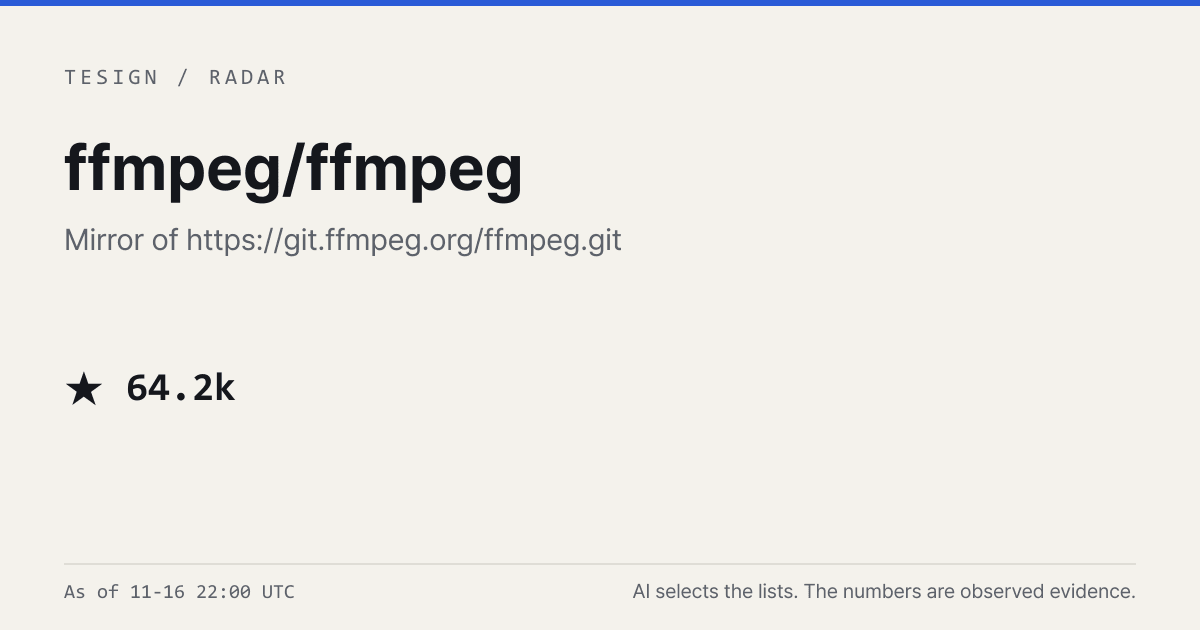 TESIGN / RADAR
ffmpeg/ffmpeg
Mirror of https://git.ffmpeg.org/ffmpeg.git
★ 64.2k
As of 11-16 22:00 UTC
AI selects the lists. The numbers are observed evidence.